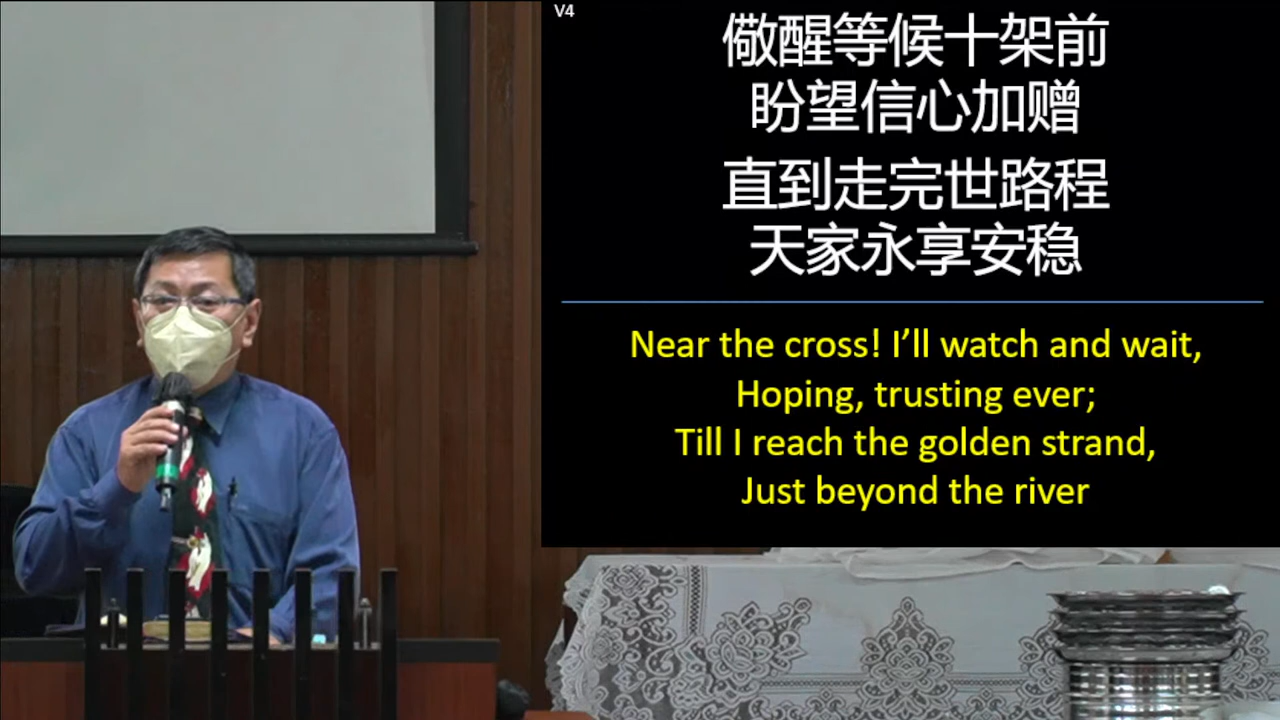 V4
儆醒等候十架前
盼望信心加赠
直到走完世路程
天家永享安稳
Near the cross! I’ll watch and wait,
Hoping, trusting ever;
Till I reach the golden strand,
Just beyond the river